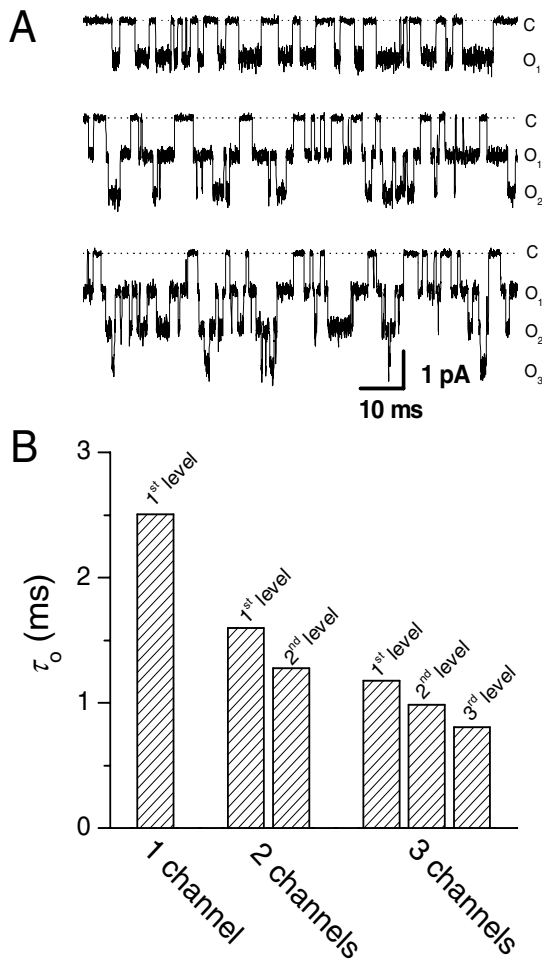 A
C
O₁
C
O₁
O₂
C
O₁
O₂
O₃
1 pA
10 ms
B
3
2
1
0
τₒ (ms)
1ˢᵗ level
1ˢᵗ level
2ⁿᵈ level
1ˢᵗ level
2ⁿᵈ level
3ʳᵈ level
1 channel
2 channels
3 channels